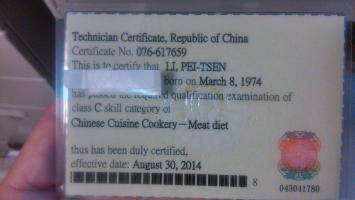 Technician Certificate, Republic of China
Certificate No. 076-617659
This is to certify that LI, PEI-TSEN
born on March 8, 1974
has passed the required qualification examination of
class C skill category of
Chinese Cuisine Cookery－Meat diet
thus has been duly certified,
effective date: August 30, 2014
8
043041780